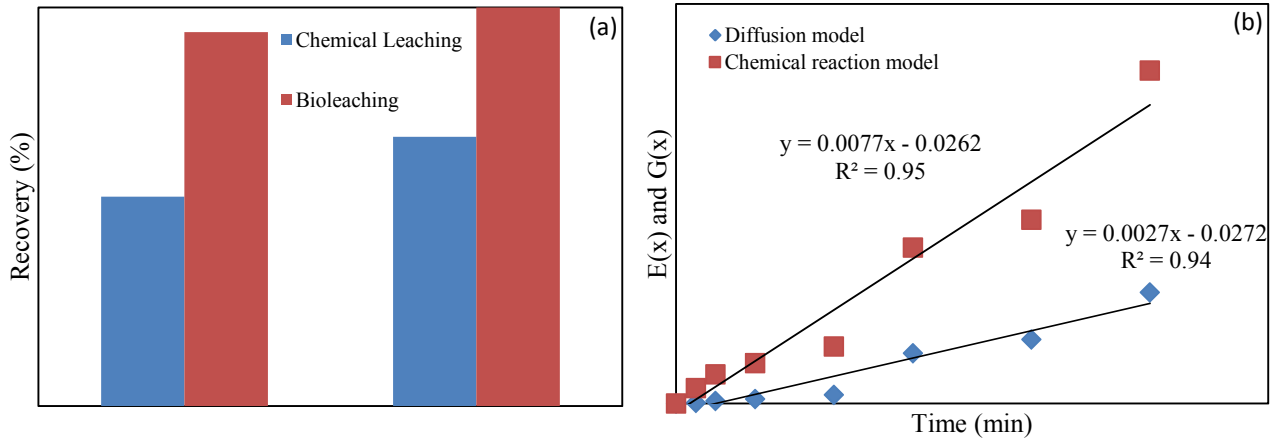 Recovery (%)
(a)
Chemical Leaching
Bioleaching
E(x) and G(x)
(b)
Diffusion model
Chemical reaction model
y = 0.0077x - 0.0262
R² = 0.95
y = 0.0027x - 0.0272
R² = 0.94
Time (min)